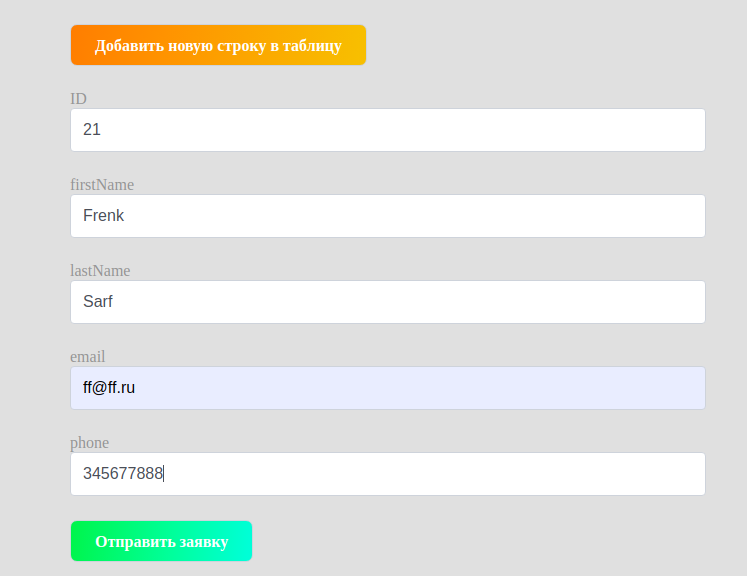 Добавить новую строку в таблицу
ID
21
firstName
Frenk
lastName
Sarf
email
ff@ff.ru
phone
345677888
Отправить заявку